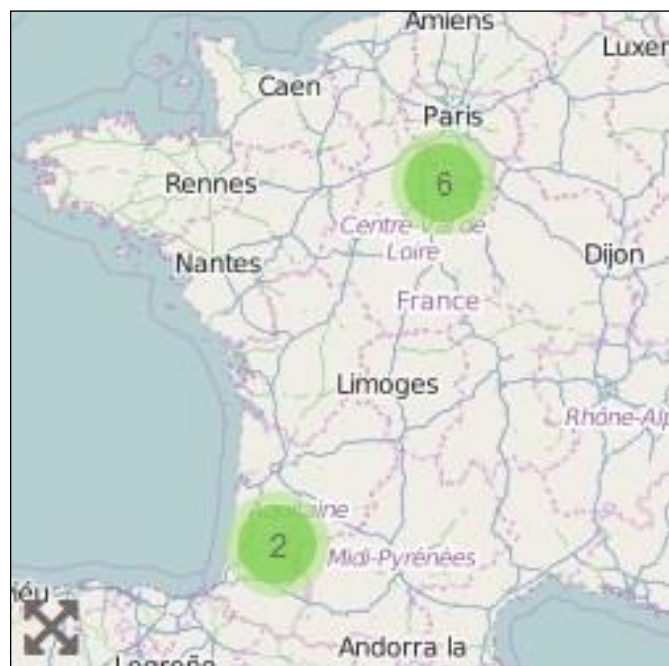 Amiens
Luxer
Caen
Paris
6
Rennes
Centre-Val de
Loire
Nantes
Dijon
France
Limoges
Rhône-Alp
Aquitaine
2
Midi-Pyrénées
Andorra la
Logroño